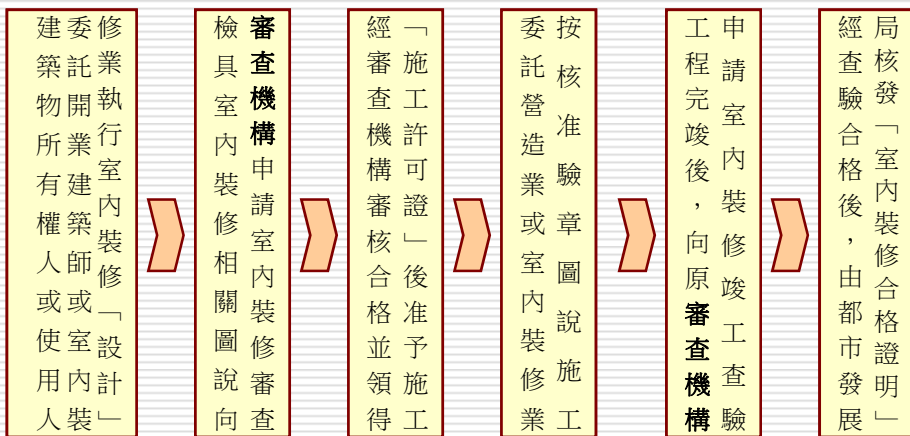 建築物所有權人或使用人
委託開業建築師或室內裝
修業執行室內裝修「設計」
檢具室內裝修相關圖說向
審查機構申請室內裝修審查
經審查機構審核合格並領得
「施工許可證」後准予施工
委託營造業或室內裝修業
按核准驗章圖說施工
工程完竣後，向原審查機構
申請室內裝修竣工查驗
經查驗合格後，由都市發展
局核發「室內裝修合格證明」